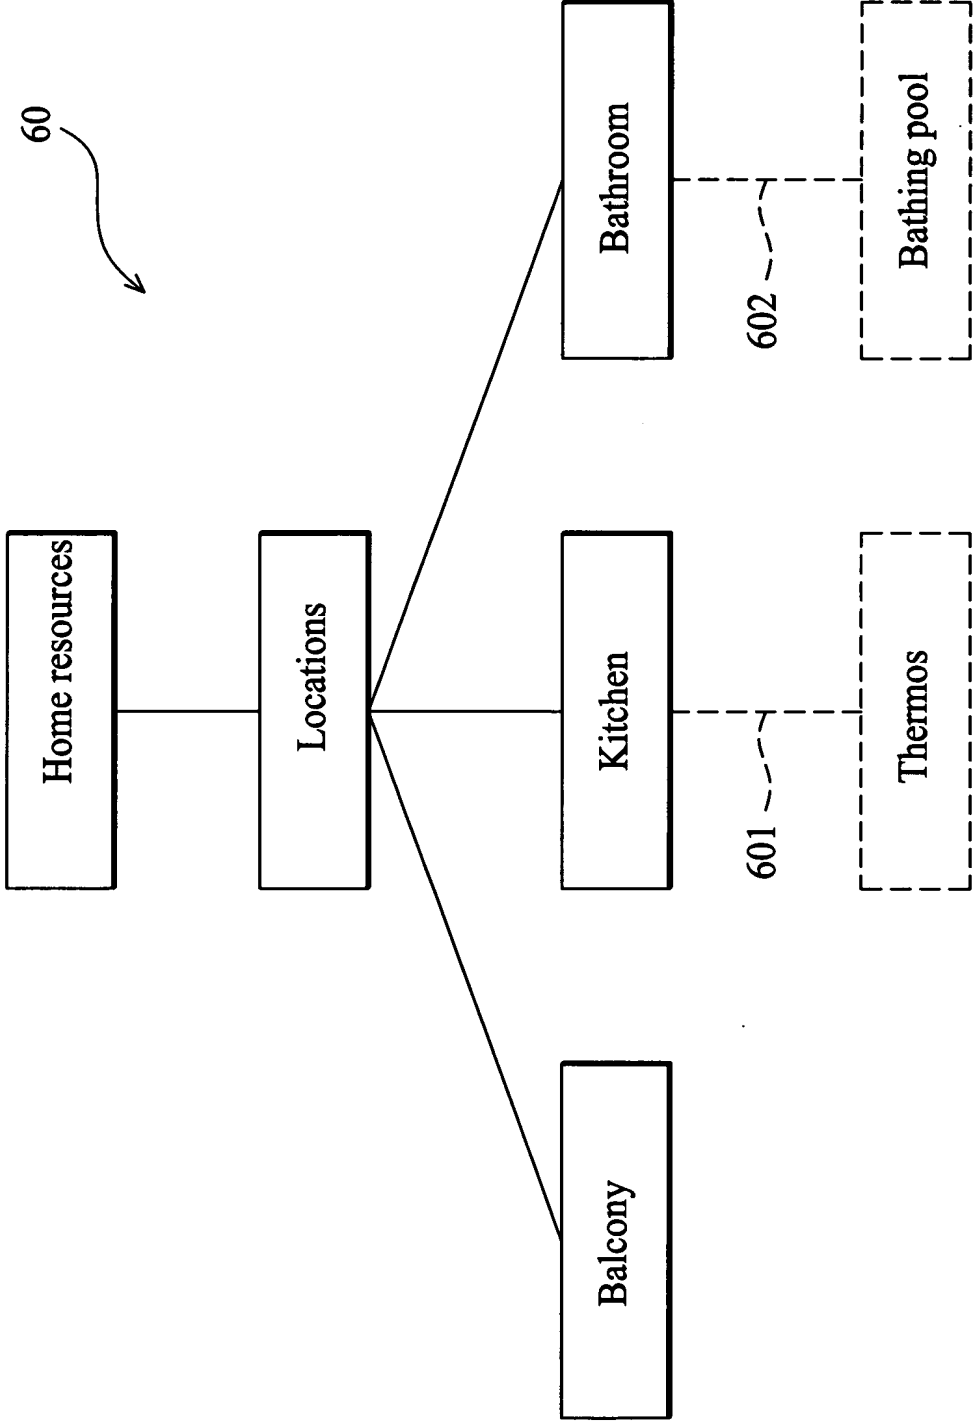 60
Home resources
Locations
Balcony
Kitchen
Bathroom
601
602
Thermos
Bathing pool